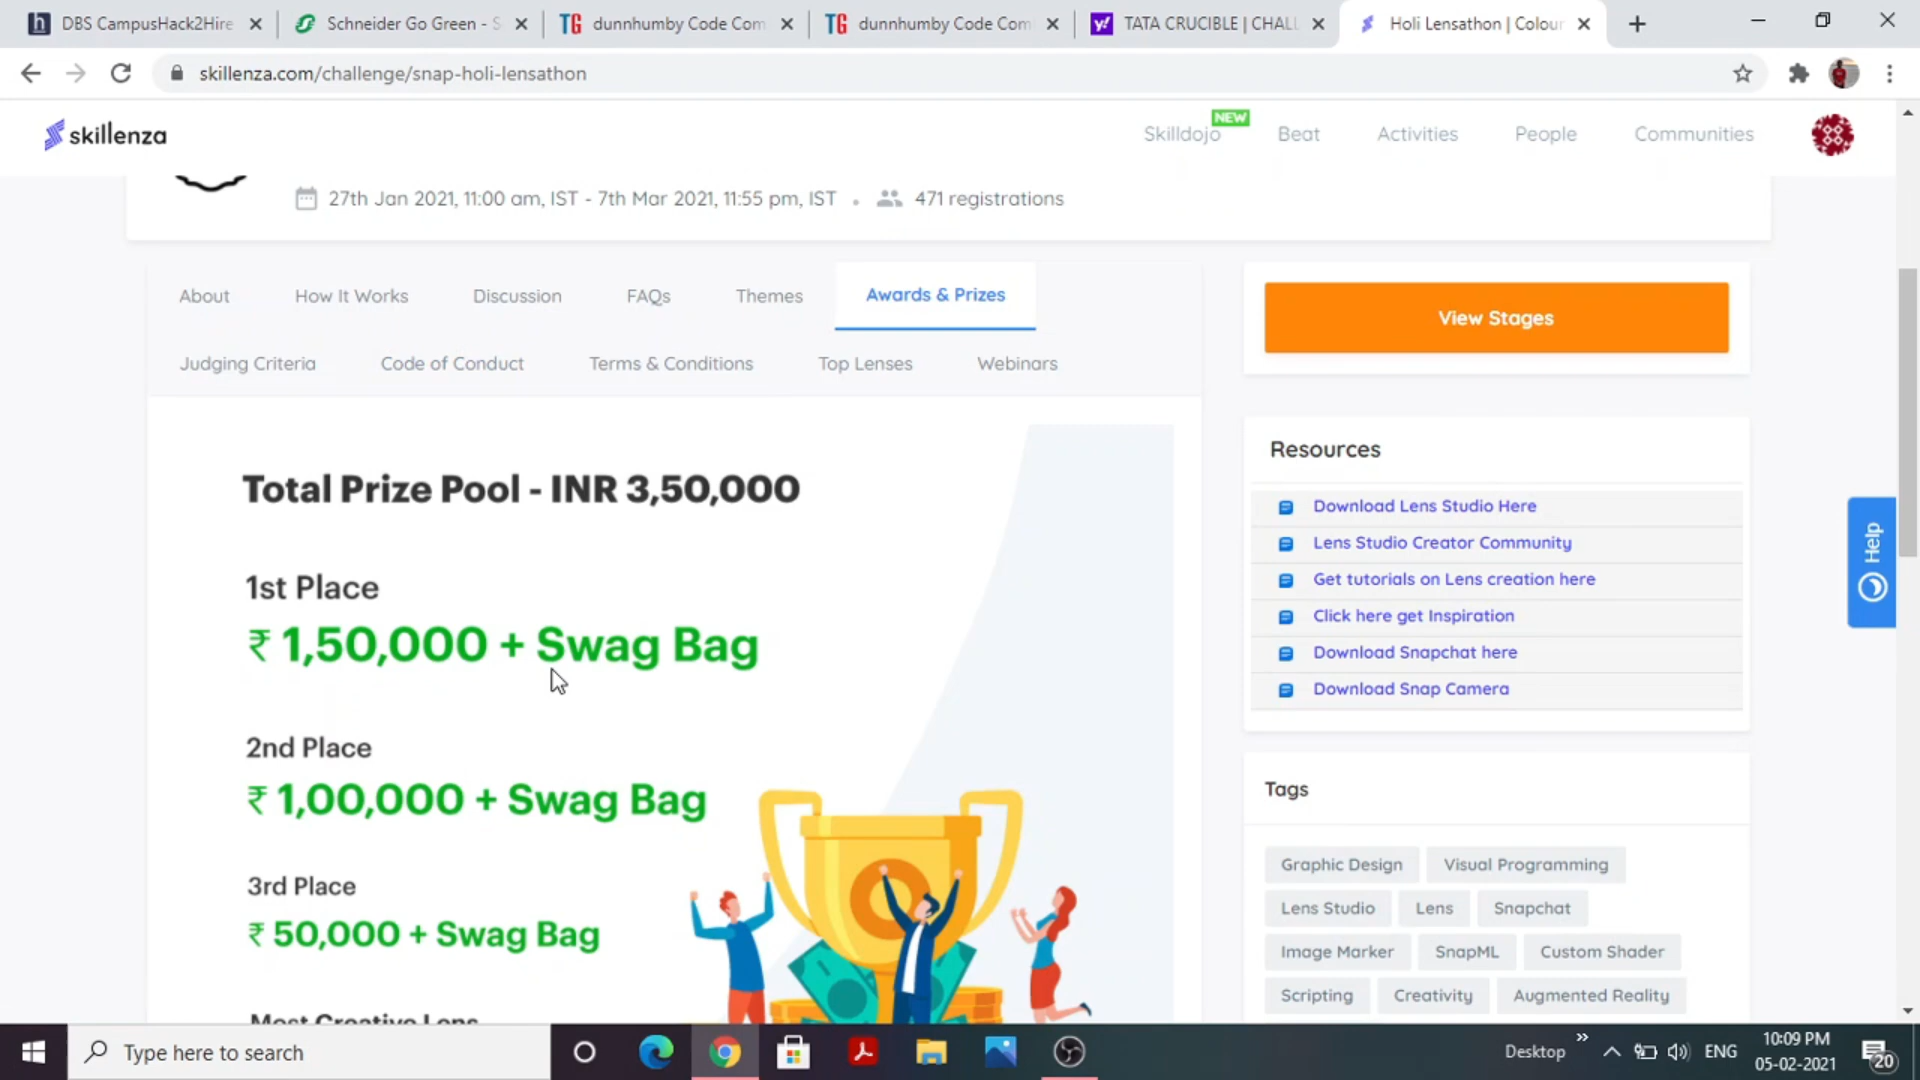 DBS CampusHack2Hire
Schneider Go Green - S
dunnhumby Code Com
dunnhumby Code Com
TATA CRUCIBLE | CHALL
Holi Lensathon | Colour
skillenza.com/challenge/snap-holi-lensathon
skillenza
Skilldojo
NEW
Beat
Activities
People
Communities
27th Jan 2021, 11:00 am, IST - 7th Mar 2021, 11:55 pm, IST
471 registrations
About
How It Works
Discussion
FAQs
Themes
Awards & Prizes
Judging Criteria
Code of Conduct
Terms & Conditions
Top Lenses
Webinars
View Stages
Total Prize Pool - INR 3,50,000
1st Place
₹ 1,50,000 + Swag Bag
2nd Place
₹ 1,00,000 + Swag Bag
3rd Place
₹ 50,000 + Swag Bag
Most Creative Lens
Resources
Download Lens Studio Here
Lens Studio Creator Community
Get tutorials on Lens creation here
Click here get Inspiration
Download Snapchat here
Download Snap Camera
Help
Tags
Graphic Design
Visual Programming
Lens Studio
Lens
Snapchat
Image Marker
SnapML
Custom Shader
Scripting
Creativity
Augmented Reality
Type here to search
Desktop
ENG
10:09 PM
05-02-2021
20